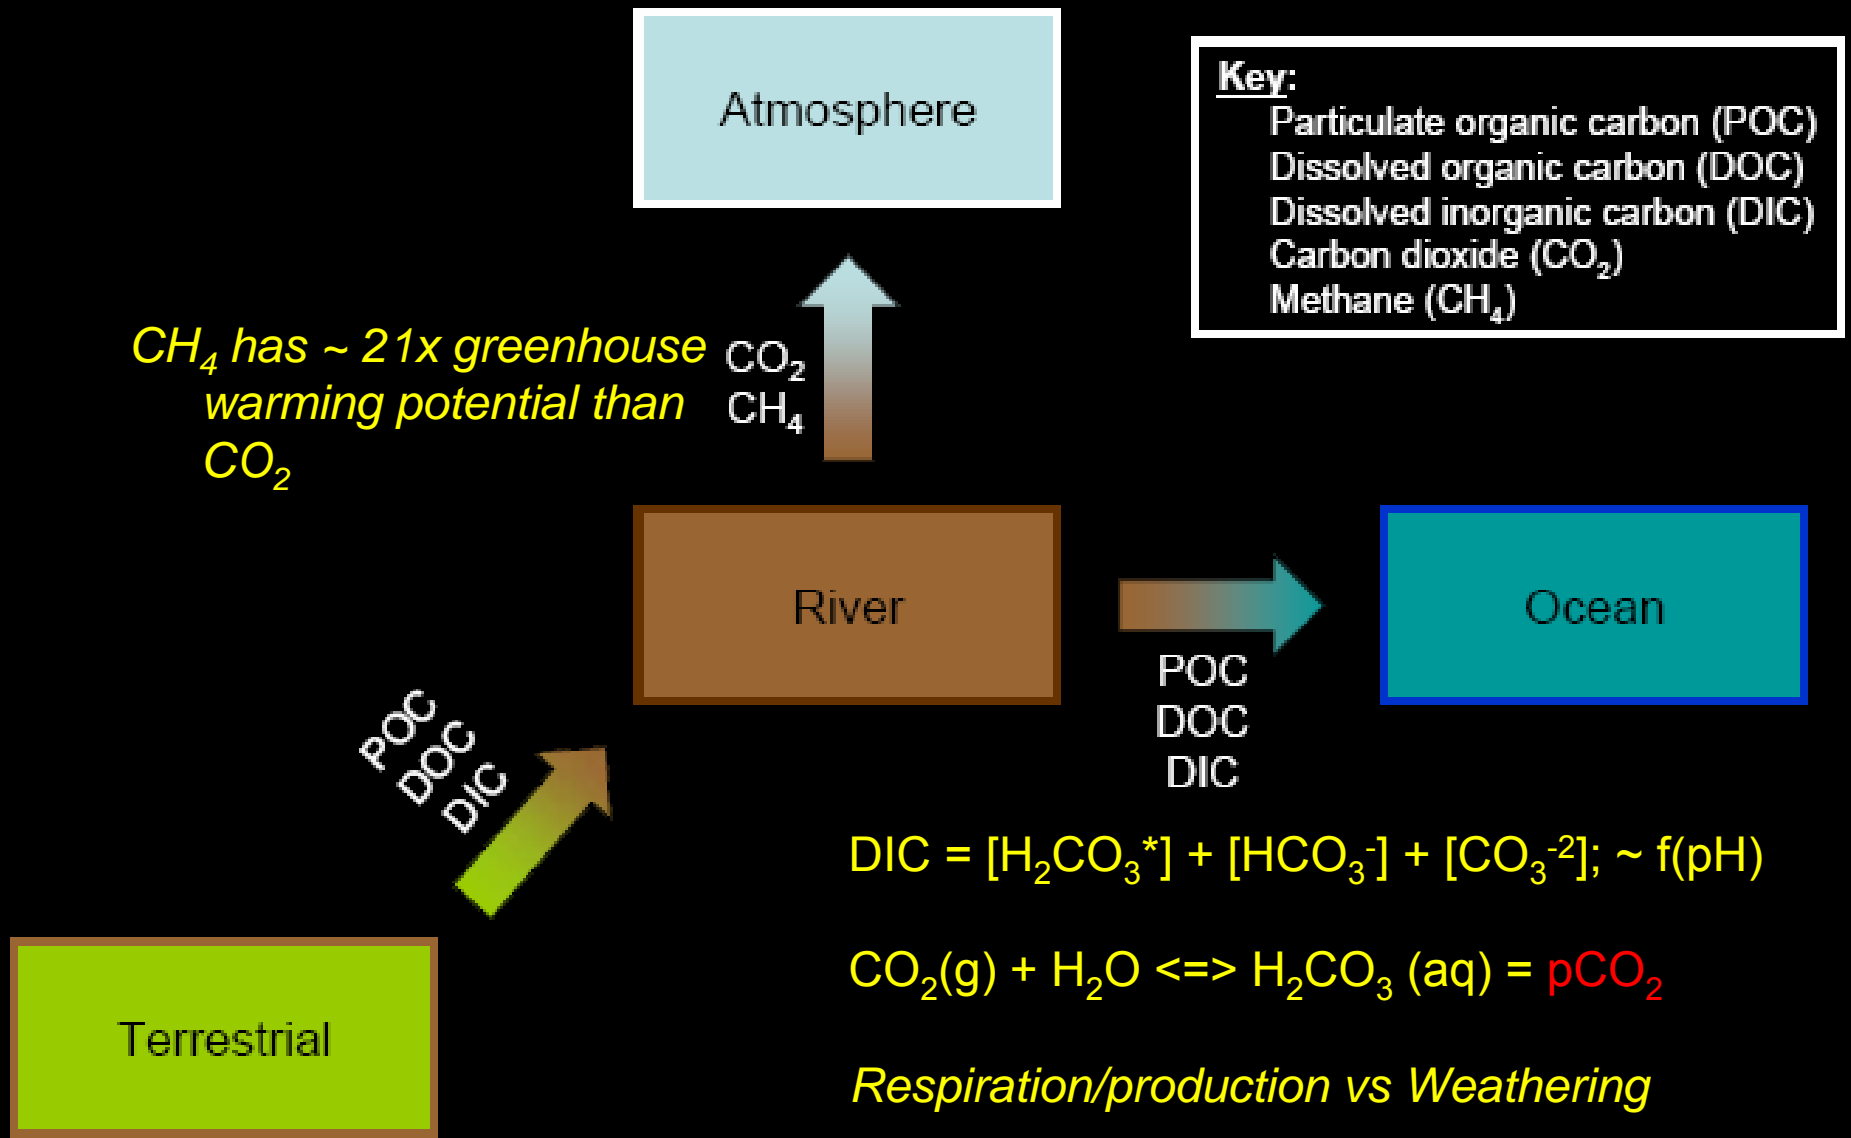 Atmosphere
Key:
Particulate organic carbon (POC)
Dissolved organic carbon (DOC)
Dissolved inorganic carbon (DIC)
Carbon dioxide (CO₂)
Methane (CH₄)
CH₄ has ~ 21x greenhouse
warming potential than
CO₂
CO₂
CH₄
River
Ocean
POC
DOC
DIC
POC
DOC
DIC
DIC = [H₂CO₃*] + [HCO₃⁻] + [CO₃⁻²]; ~ f(pH)
CO₂(g) + H₂O <=> H₂CO₃ (aq) = pCO₂
Terrestrial
Respiration/production vs Weathering